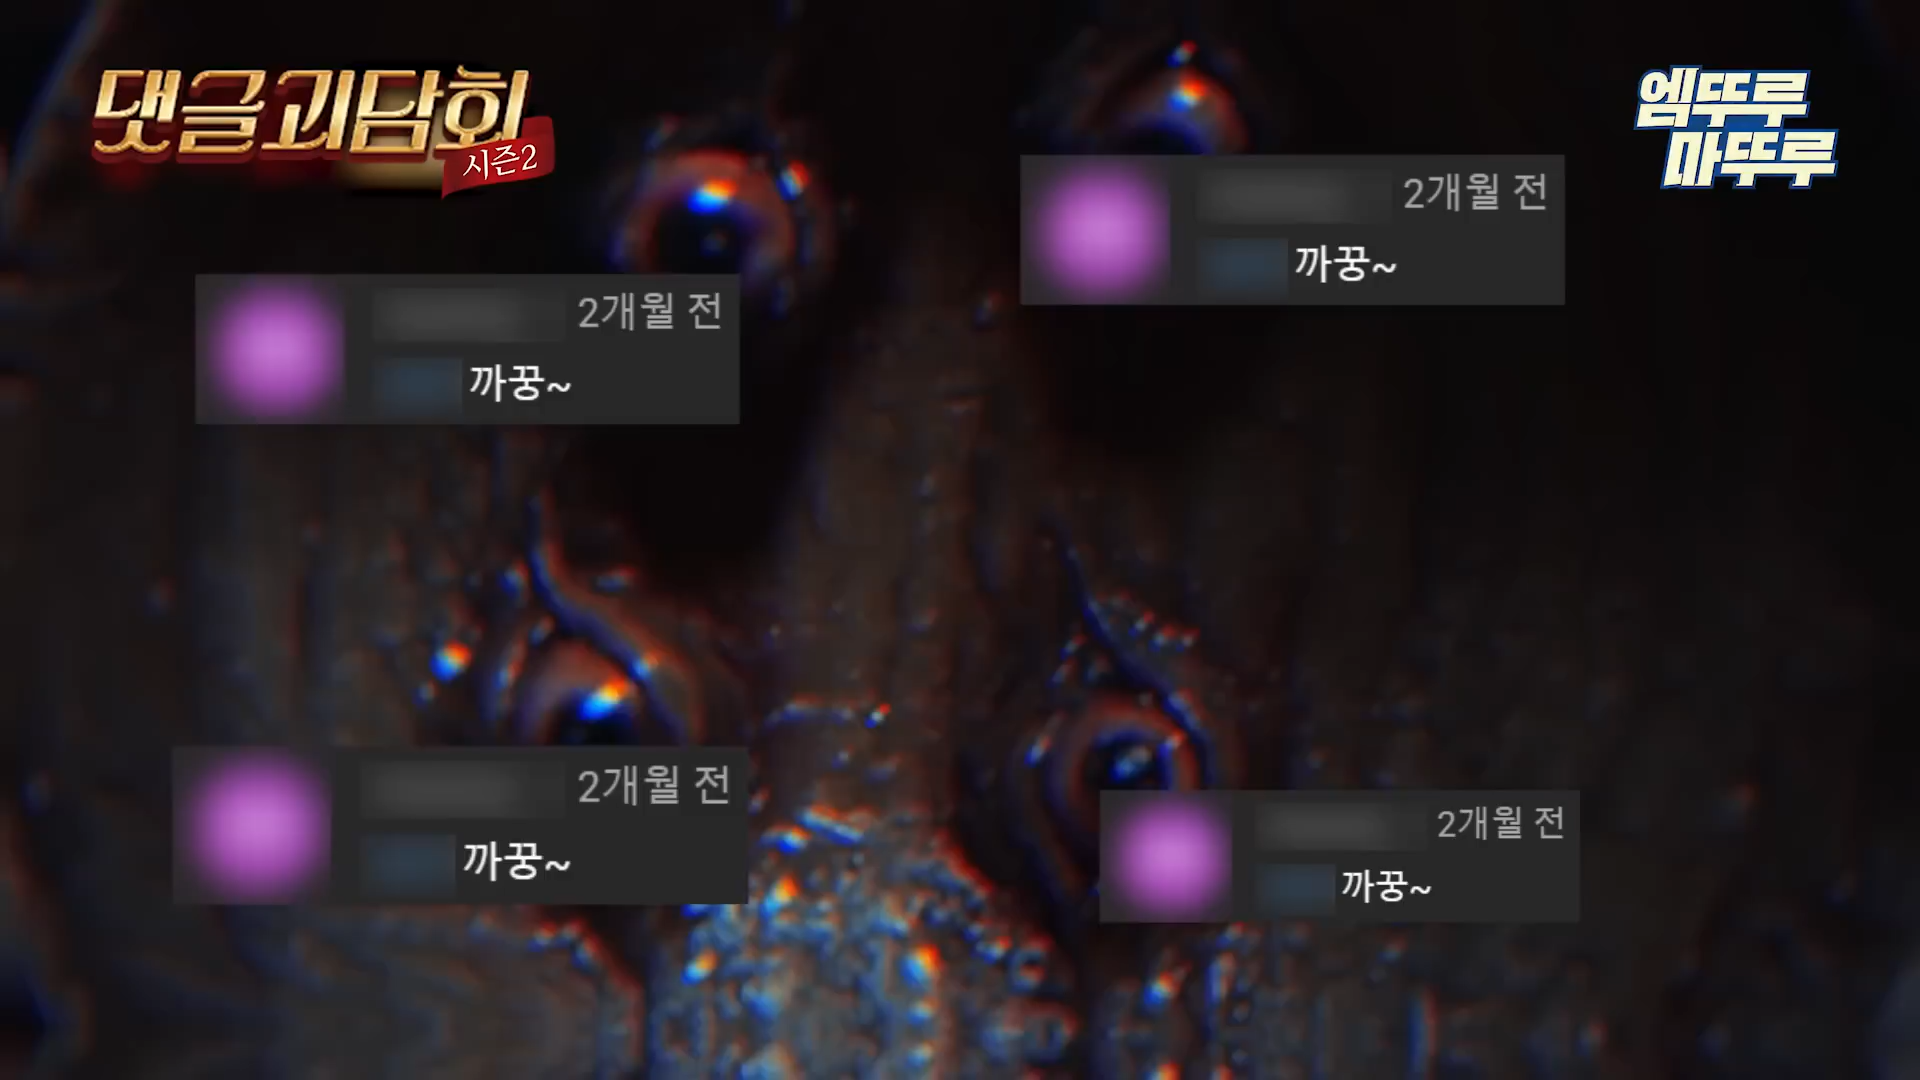 댓글 괴담회
시즌2
엠뚜루
마뚜루
2개월 전
까꿍~
2개월 전
까꿍~
2개월 전
까꿍~
2개월 전
까꿍~